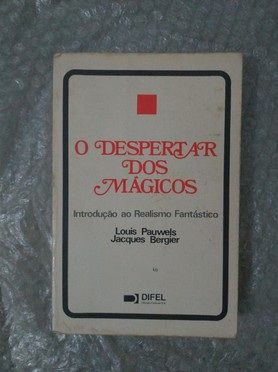 O DESPERTAR
DOS
MÁGICOS
Introdução ao Realismo Fantástico
Louis Pauwels
Jacques Bergier
DIFEL